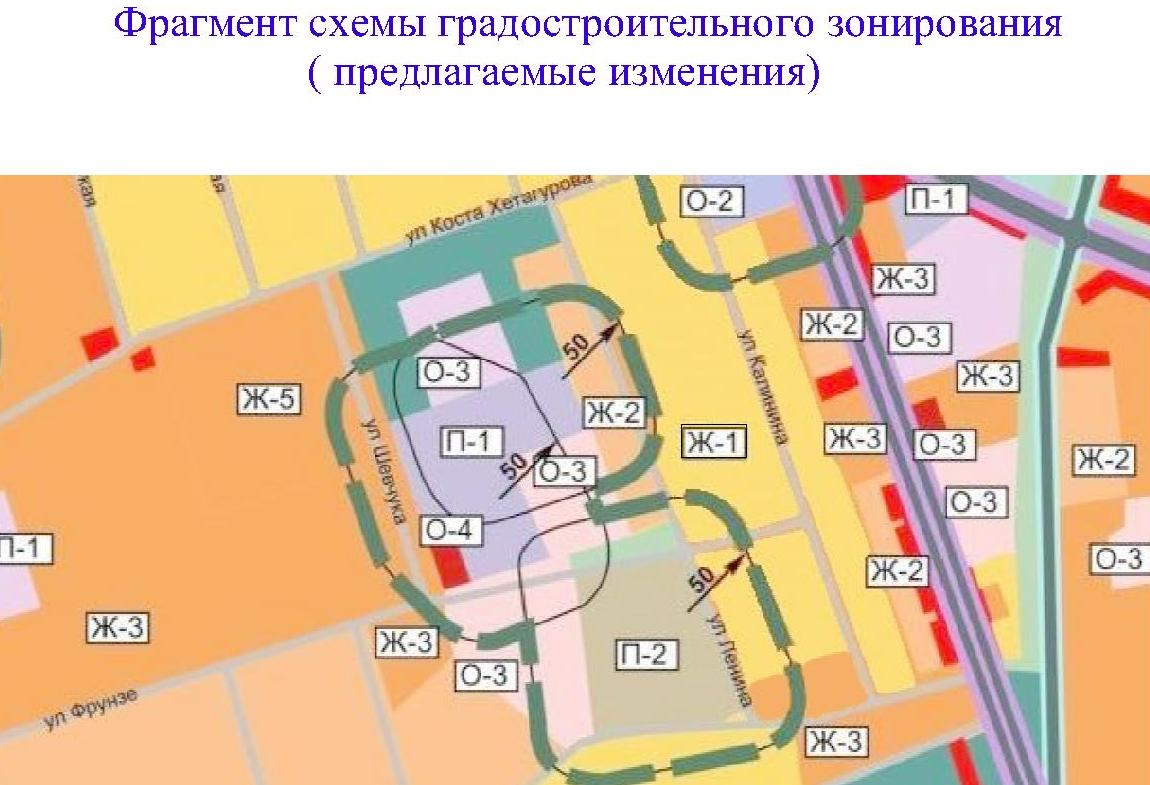 Фрагмент схемы градостроительного зонирования
( предлагаемые изменения)
кая
ая
ул Коста Хетагурова
О-2
П-1
Ж-3
Ж-2
О-3
50
О-3
Ж-3
Ж-5
ул Калинина
Ж-2
ул Шевчука
П-1
Ж-1
Ж-3
О-3
Ж-2
50
О-3
О-3
О-4
П-1
О-3
Ж-2
50
Ж-3
Ж-3
П-2
ул Ленина
О-3
ул Фрунзе
Ж-3